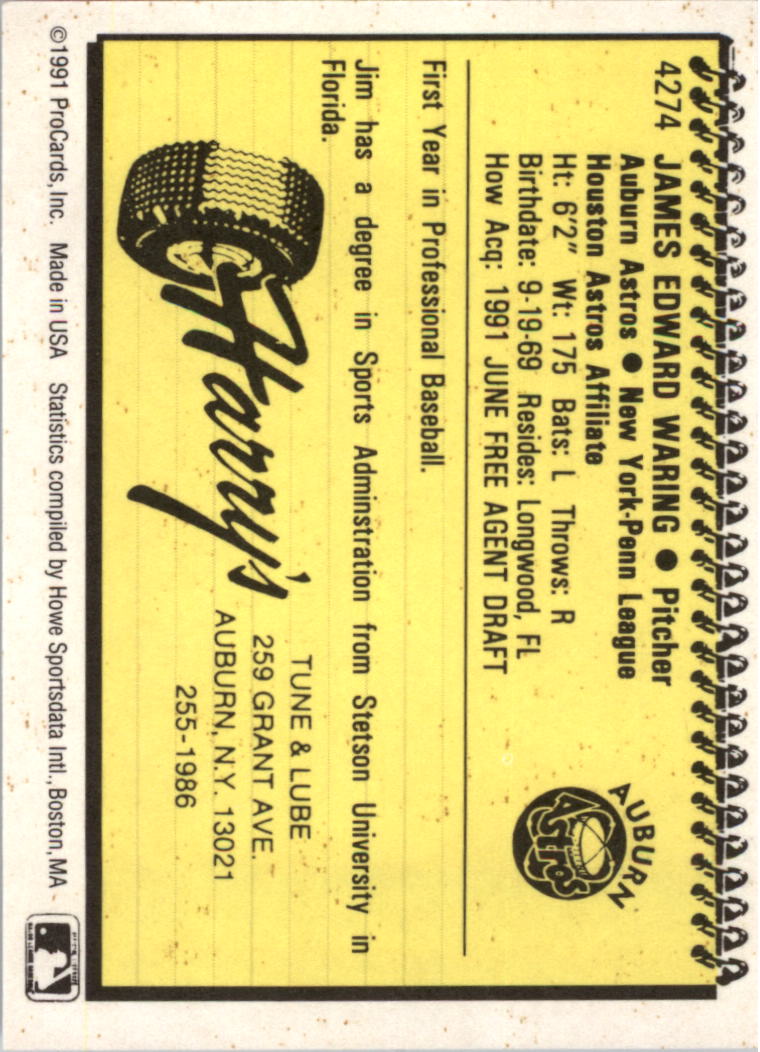 4274 JAMES EDWARD WARING ● Pitcher
Auburn Astros ● New York-Penn League
Houston Astros Affiliate
Ht: 6'2" Wt: 175 Bats: L Throws: R
Birthdate: 9-19-69 Resides: Longwood, FL
How Acq: 1991 JUNE FREE AGENT DRAFT
AUBURN
ASTROS
First Year in Professional Baseball.
Jim has a degree in Sports Adminstration from Stetson University in
Florida.
Harry's
TUNE & LUBE
259 GRANT AVE.
AUBURN, N.Y. 13021
255-1986
©1991 ProCards, Inc. Made in USA Statistics compiled by Howe Sportsdata Intl., Boston, MA